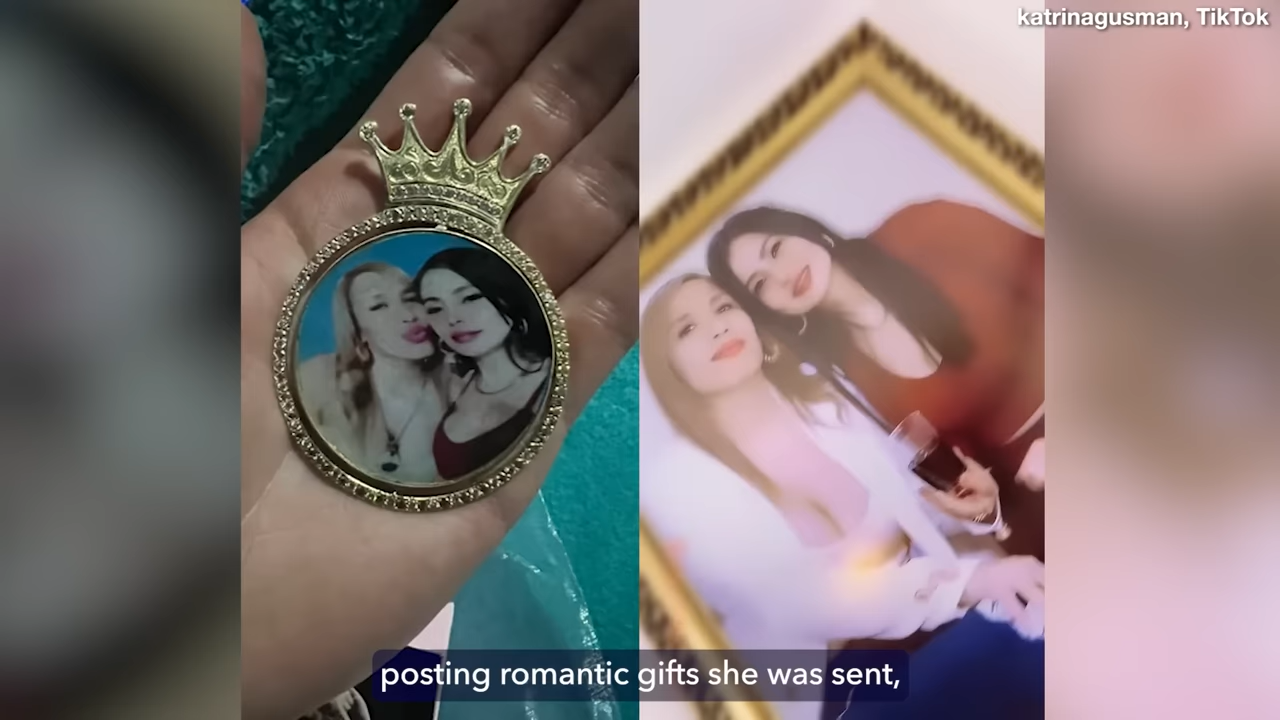 katrinagusman, TikTok
posting romantic gifts she was sent,